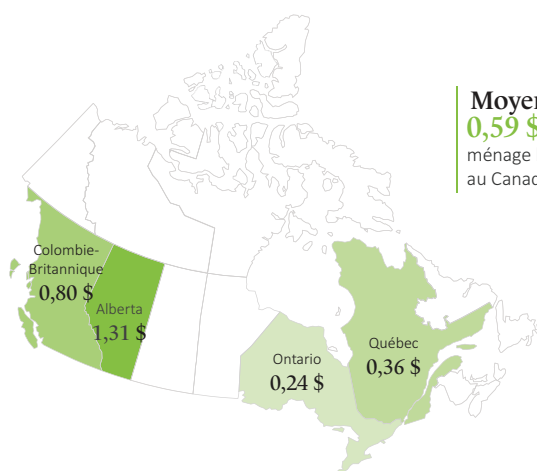 Moyen
0,59 $
ménage
au Canad
Colombie-
Britannique
0,80 $
Alberta
1,31 $
Ontario
0,24 $
Québec
0,36 $